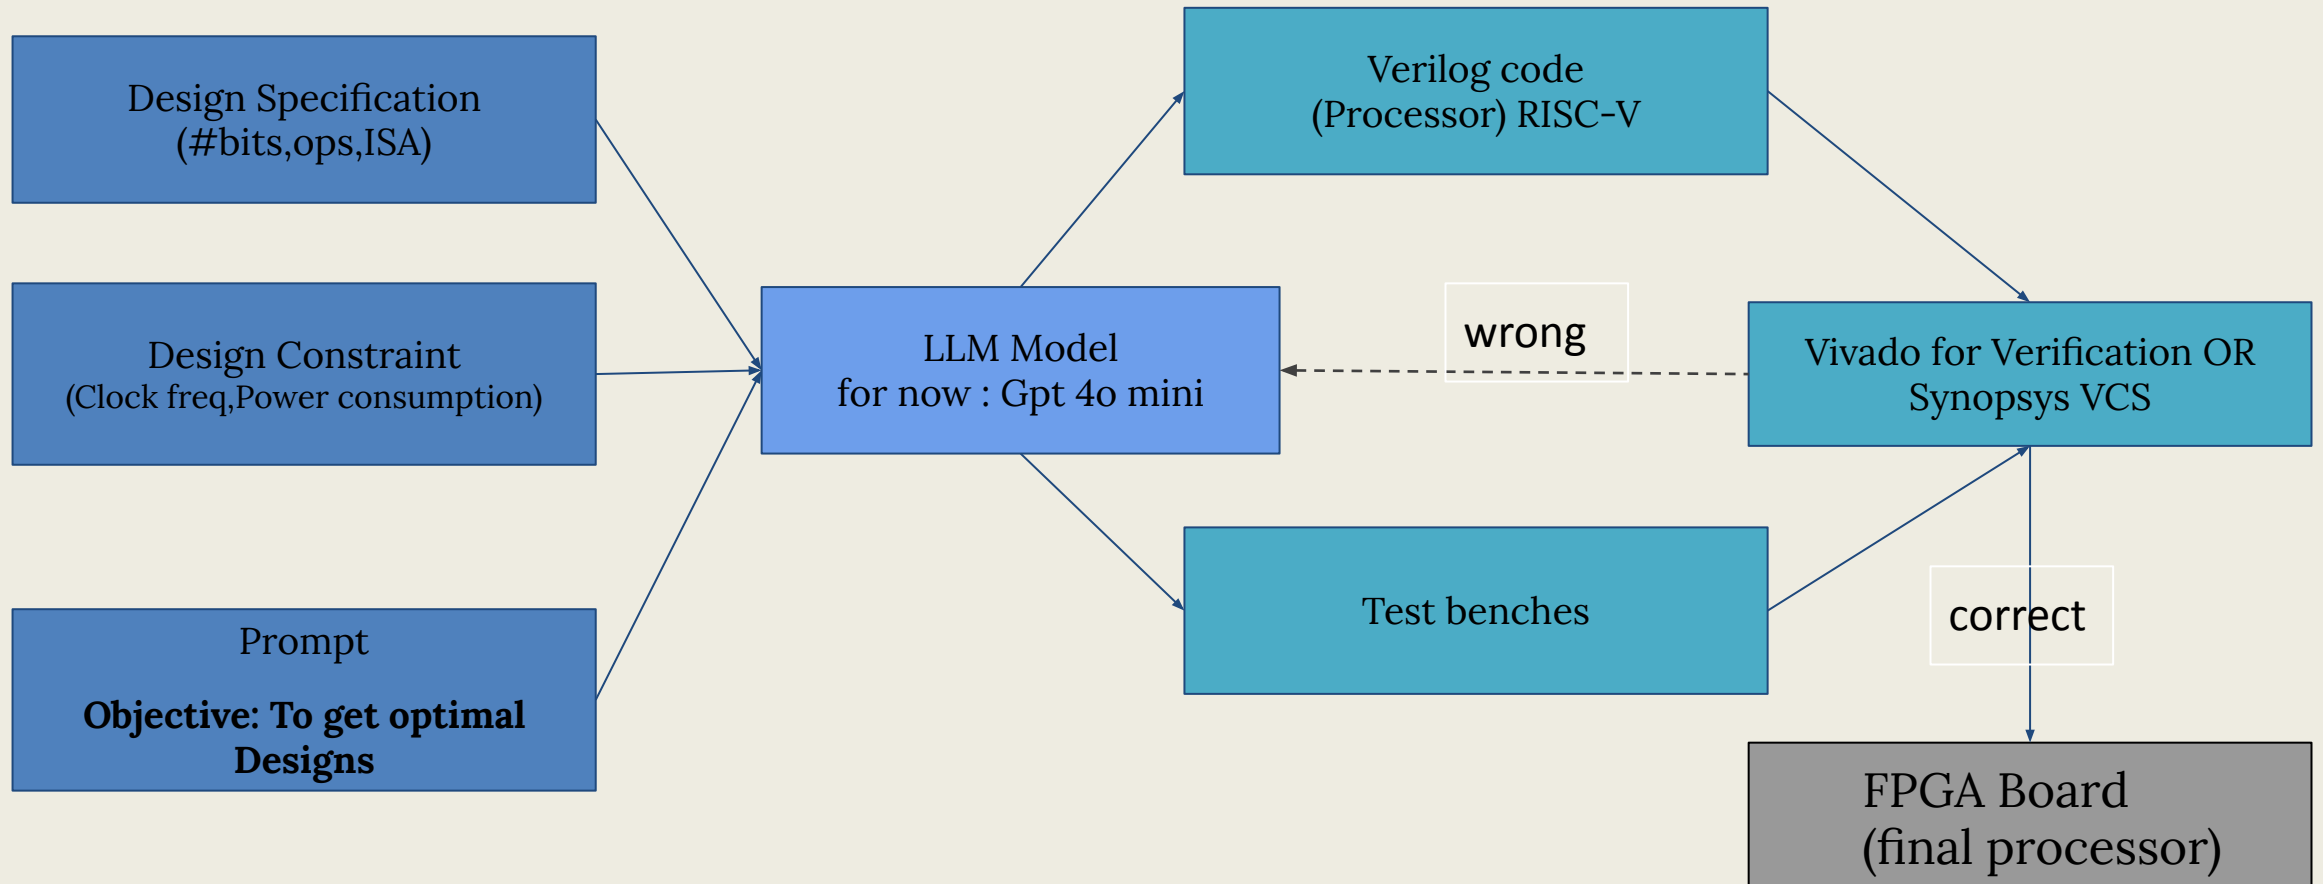 Design Specification
(#bits,ops,ISA)
Design Constraint
(Clock freq,Power consumption)
Prompt
Objective: To get optimal
Designs
LLM Model
for now : Gpt 4o mini
Verilog code
(Processor) RISC-V
wrong
Test benches
Vivado for Verification OR
Synopsys VCS
correct
FPGA Board
(final processor)